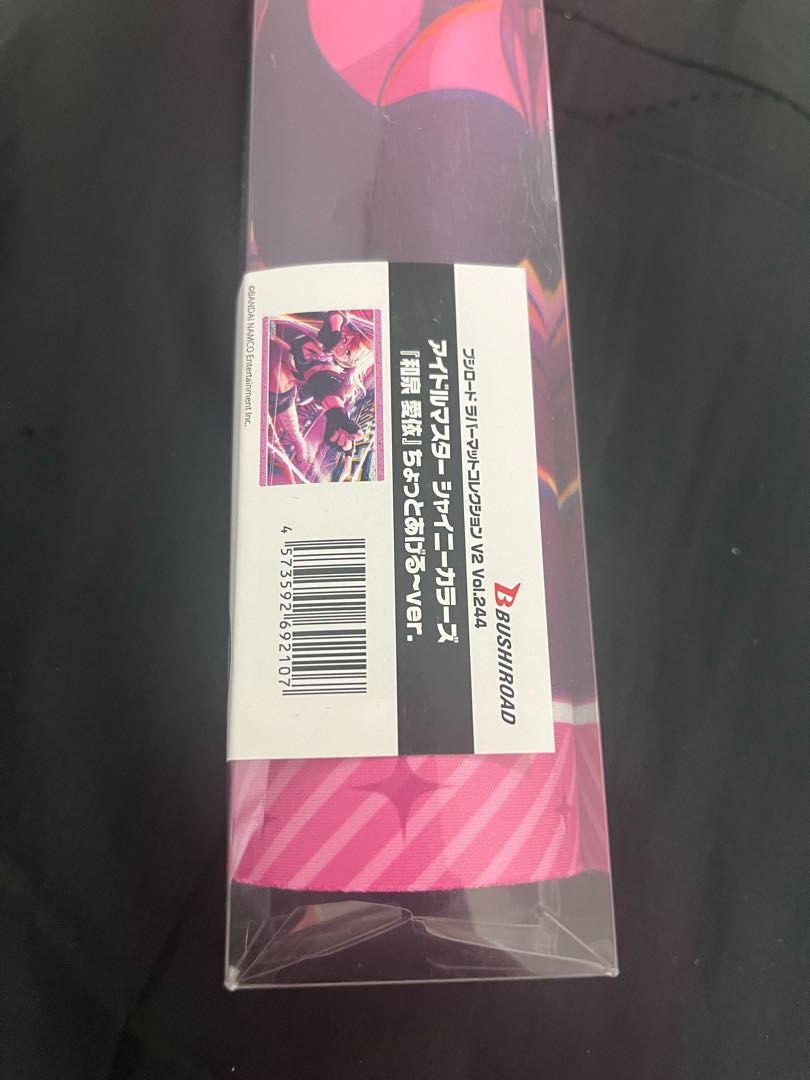 BUSHIROAD
ブシロード ラバーマットコレクション V2 Vol.244
アイドルマスター シャイニーカラーズ
『和泉 愛依』ちょっとあげる～ver.
4 573592 692107
©BANDAI NAMCO Entertainment Inc.